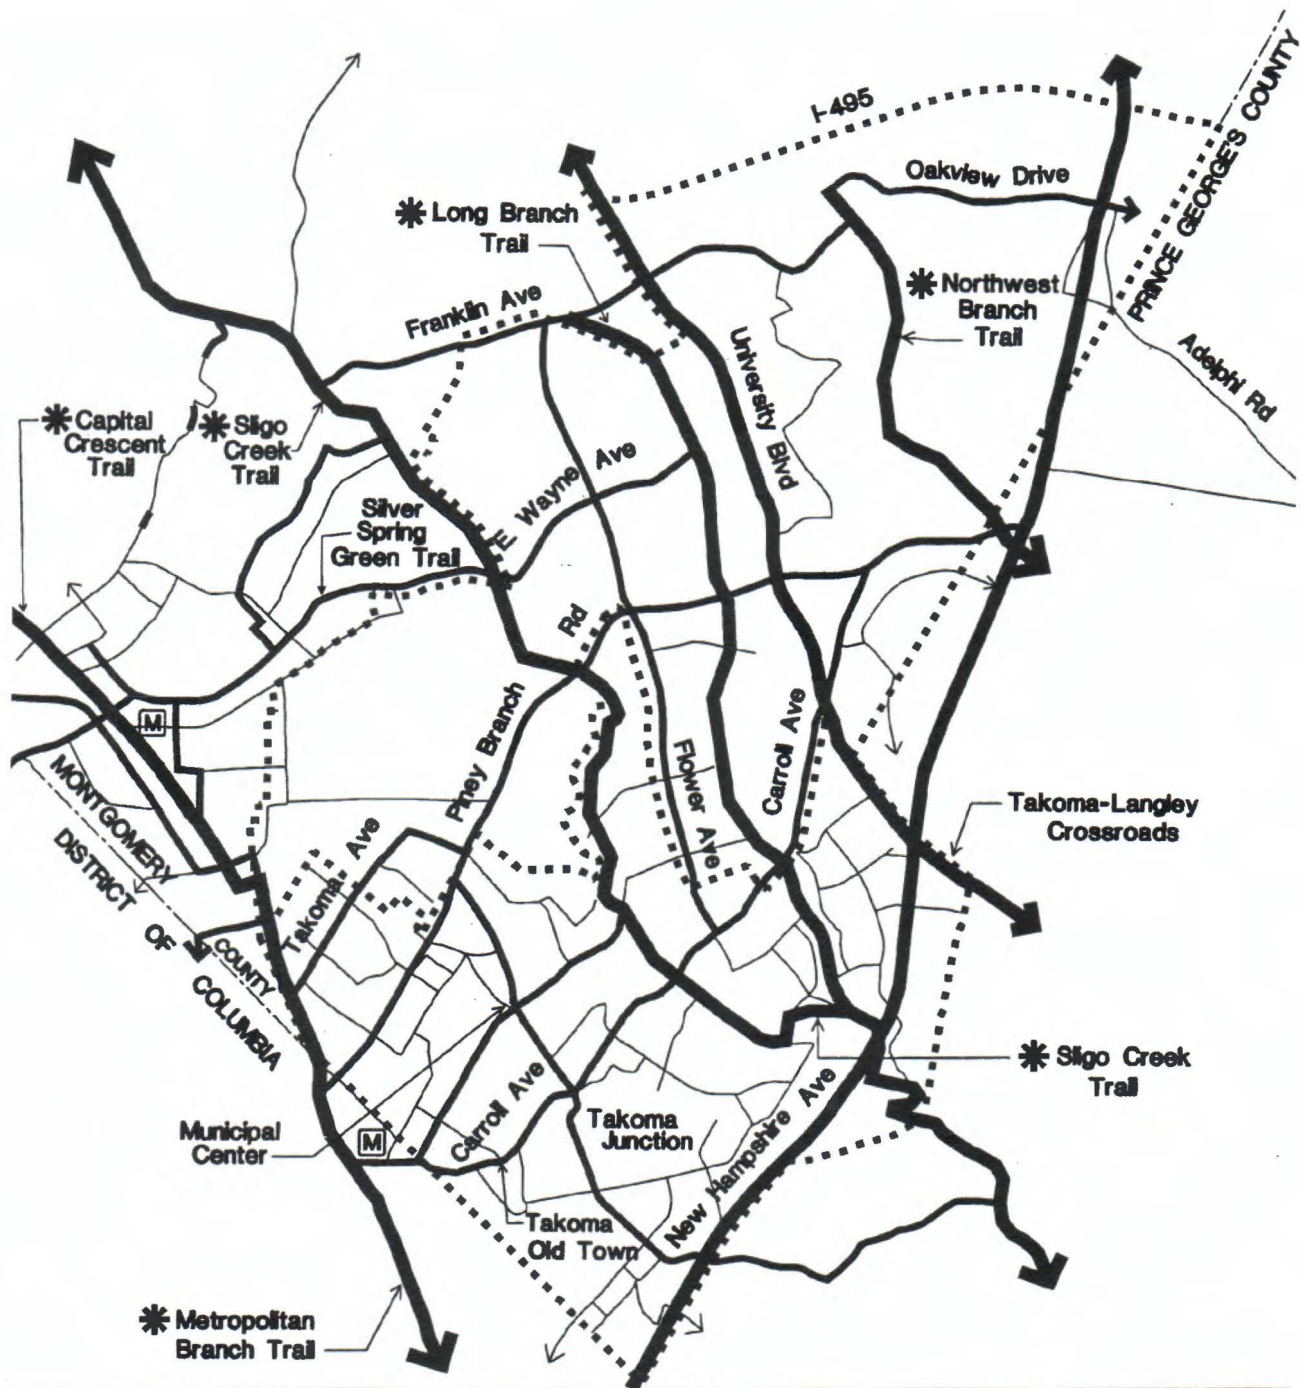 I-495
PRINCE GEORGE'S COUNTY
Oakview Drive
✱ Long Branch
Trail
✱ Northwest
Branch
Trail
Franklin Ave
University Blvd
Adelphi Rd
✱ Capital
Crescent
Trail
✱ Sligo
Creek
Trail
E Wayne Ave
Silver
Spring
Green Trail
Piney Branch Rd
M
Flower Ave
Carroll Ave
MONTGOMERY COUNTY
DISTRICT OF COLUMBIA
Takoma-Langley
Crossroads
Takoma Ave
✱ Sligo Creek
Trail
Municipal
Center
M
Carroll Ave
Takoma
Junction
New Hampshire Ave
Takoma
Old Town
✱ Metropolitan
Branch Trail